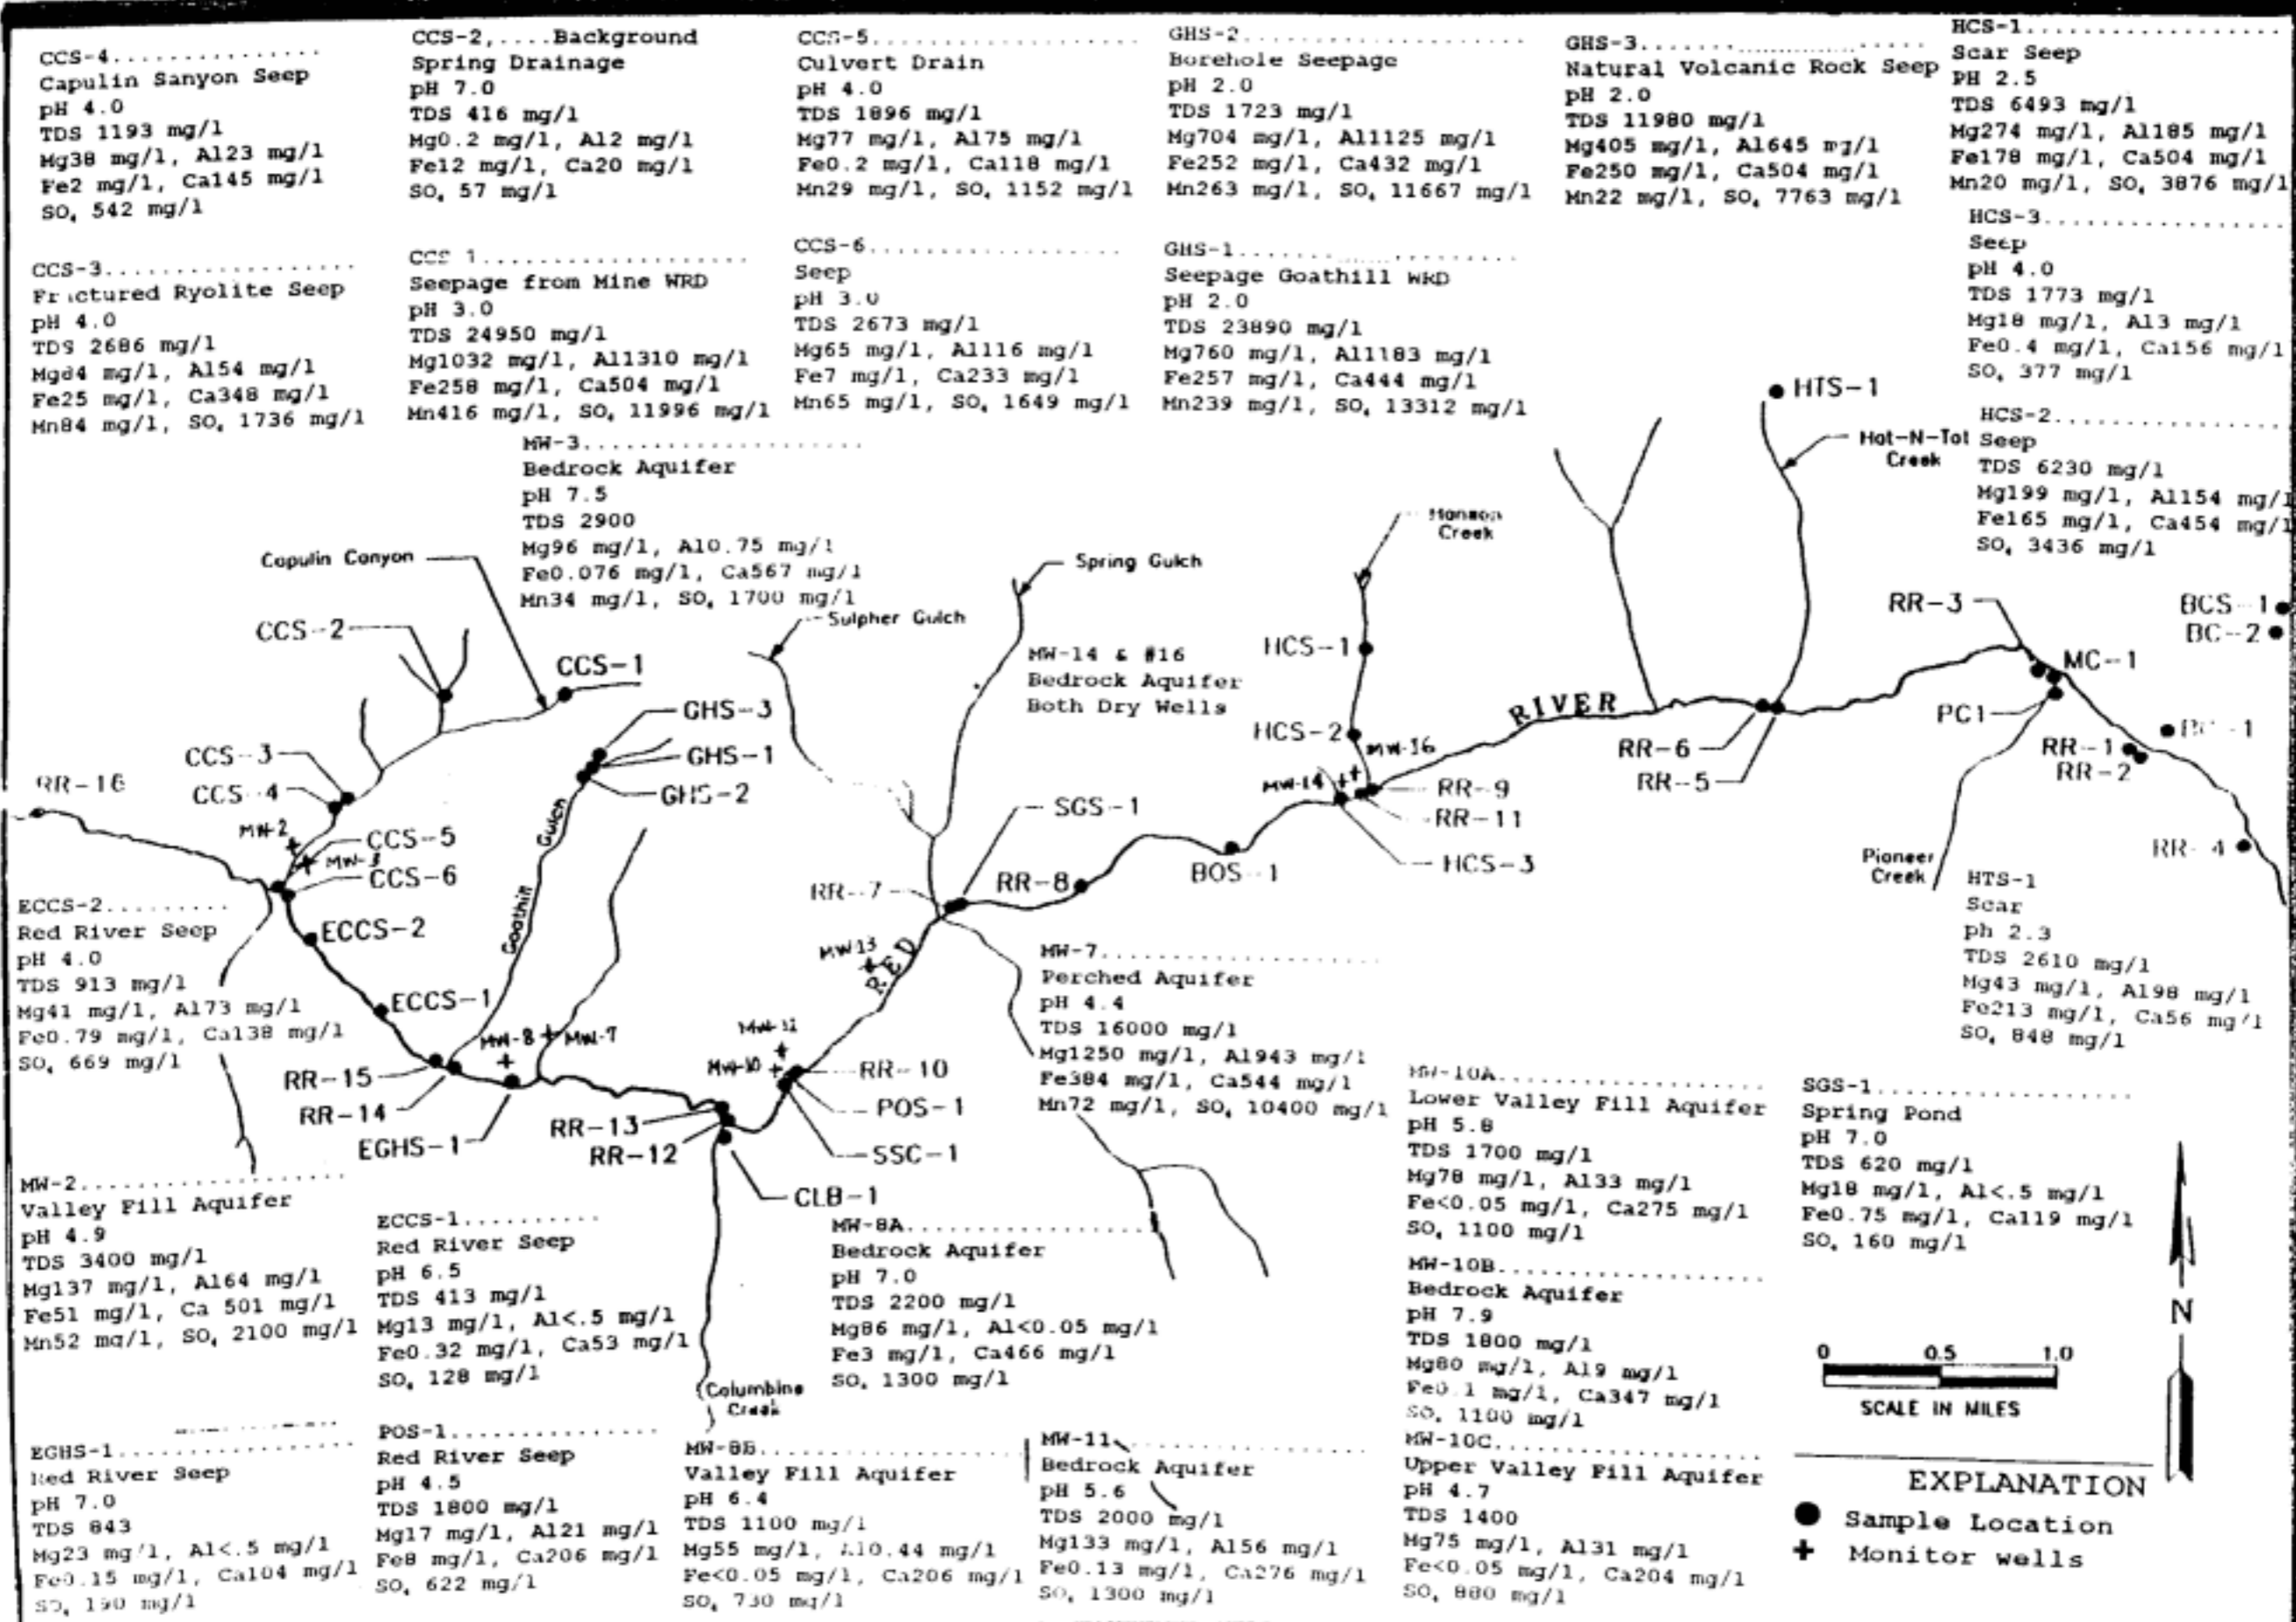 CCS-4..............
Capulin Sanyon Seep
pH 4.0
TDS 1193 mg/l
Mg38 mg/l, Al23 mg/l
Fe2 mg/l, Ca145 mg/l
SO₄ 542 mg/l
CCS-2,....Background
Spring Drainage
pH 7.0
TDS 416 mg/l
Mg0.2 mg/l, Al2 mg/l
Fe12 mg/l, Ca20 mg/l
SO₄ 57 mg/l
CCS-5..................
Culvert Drain
pH 4.0
TDS 1896 mg/l
Mg77 mg/l, Al75 mg/l
Fe0.2 mg/l, Ca118 mg/l
Mn29 mg/l, SO₄ 1152 mg/l
GHS-2...................
Borehole Seepage
pH 2.0
TDS 1723 mg/l
Mg704 mg/l, Al1125 mg/l
Fe252 mg/l, Ca432 mg/l
Mn263 mg/l, SO₄ 11667 mg/l
GHS-3...................
Natural Volcanic Rock Seep
pH 2.0
TDS 11980 mg/l
Mg405 mg/l, Al645 mg/l
Fe250 mg/l, Ca504 mg/l
Mn22 mg/l, SO₄ 7763 mg/l
HCS-1.................
Scar Seep
PH 2.5
TDS 6493 mg/l
Mg274 mg/l, Al185 mg/l
Fe178 mg/l, Ca504 mg/l
Mn20 mg/l, SO₄ 3876 mg/l
CCS-3.................
Fractured Ryolite Seep
pH 4.0
TDS 2686 mg/l
Mg84 mg/l, Al54 mg/l
Fe25 mg/l, Ca348 mg/l
Mn84 mg/l, SO₄ 1736 mg/l
CCS 1..................
Seepage from Mine WRD
pH 3.0
TDS 24950 mg/l
Mg1032 mg/l, Al1310 mg/l
Fe258 mg/l, Ca504 mg/l
Mn416 mg/l, SO₄ 11996 mg/l
CCS-6.................
Seep
pH 3.0
TDS 2673 mg/l
Mg65 mg/l, Al116 mg/l
Fe7 mg/l, Ca233 mg/l
Mn65 mg/l, SO₄ 1649 mg/l
GHS-1..................
Seepage Goathill WRD
pH 2.0
TDS 23890 mg/l
Mg760 mg/l, Al1183 mg/l
Fe257 mg/l, Ca444 mg/l
Mn239 mg/l, SO₄ 13312 mg/l
HCS-3................
Seep
pH 4.0
TDS 1773 mg/l
Mg18 mg/l, Al3 mg/l
Fe0.4 mg/l, Ca156 mg/l
SO₄ 377 mg/l
HCS-2...............
Seep
TDS 6230 mg/l
Mg199 mg/l, Al154 mg/l
Fe165 mg/l, Ca454 mg/l
SO₄ 3436 mg/l
MW-3..................
Bedrock Aquifer
pH 7.5
TDS 2900
Mg96 mg/l, Al0.75 mg/l
Fe0.076 mg/l, Ca567 mg/l
Mn34 mg/l, SO₄ 1700 mg/l
HTS-1
Hot-N-Tot
Creek
Hanson
Creek
Capulin Canyon
Spring Gulch
Sulpher Gulch
MW-14 & #16
Bedrock Aquifer
Both Dry Wells
CCS-2
CCS-1
HCS-1
HCS-2
MW-16
MW-14
RR-9
RR-11
HCS-3
RIVER
RR-3
BCS-1
BC-2
MC-1
PC1
RR-1
RR-2
RR-6
RR-5
RR-4
Pioneer
Creek
GHS-3
GHS-1
GHS-2
CCS-3
CCS-4
RR-16
MW-2
CCS-5
MW-3
CCS-6
Goathill
Gulch
SGS-1
RR-7
RR-8
BOS-1
ECCS-2
ECCS-1
MW-13
RED
MW-8
MW-7
MW-11
MW-10
RR-10
POS-1
SSC-1
RR-15
RR-14
EGHS-1
RR-13
RR-12
CLB-1
Columbine
Creek
ECCS-2.........
Red River Seep
pH 4.0
TDS 913 mg/l
Mg41 mg/l, Al73 mg/l
Fe0.79 mg/l, Ca138 mg/l
SO₄ 669 mg/l
MW-7..................
Perched Aquifer
pH 4.4
TDS 16000 mg/l
Mg1250 mg/l, Al943 mg/l
Fe384 mg/l, Ca544 mg/l
Mn72 mg/l, SO₄ 10400 mg/l
HTS-1
Scar
ph 2.3
TDS 2610 mg/l
Mg43 mg/l, Al98 mg/l
Fe213 mg/l, Ca56 mg/l
SO₄ 848 mg/l
MW-10A................
Lower Valley Fill Aquifer
pH 5.8
TDS 1700 mg/l
Mg78 mg/l, Al33 mg/l
Fe<0.05 mg/l, Ca275 mg/l
SO₄ 1100 mg/l
SGS-1................
Spring Pond
pH 7.0
TDS 620 mg/l
Mg18 mg/l, Al<.5 mg/l
Fe0.75 mg/l, Ca119 mg/l
SO₄ 160 mg/l
MW-2.................
Valley Fill Aquifer
pH 4.9
TDS 3400 mg/l
Mg137 mg/l, Al64 mg/l
Fe51 mg/l, Ca 501 mg/l
Mn52 mg/l, SO₄ 2100 mg/l
ECCS-1.........
Red River Seep
pH 6.5
TDS 413 mg/l
Mg13 mg/l, Al<.5 mg/l
Fe0.32 mg/l, Ca53 mg/l
SO₄ 128 mg/l
MW-8A................
Bedrock Aquifer
pH 7.0
TDS 2200 mg/l
Mg86 mg/l, Al<0.05 mg/l
Fe3 mg/l, Ca466 mg/l
SO₄ 1300 mg/l
MW-10B................
Bedrock Aquifer
pH 7.9
TDS 1800 mg/l
Mg80 mg/l, Al9 mg/l
Fe0.1 mg/l, Ca347 mg/l
SO₄ 1100 mg/l
EGHS-1..............
Red River Seep
pH 7.0
TDS 843
Mg23 mg/l, Al<.5 mg/l
Fe0.15 mg/l, Ca104 mg/l
SO₄ 190 mg/l
POS-1..............
Red River Seep
pH 4.5
TDS 1800 mg/l
Mg17 mg/l, Al21 mg/l
Fe8 mg/l, Ca206 mg/l
SO₄ 622 mg/l
MW-8B................
Valley Fill Aquifer
pH 6.4
TDS 1100 mg/l
Mg55 mg/l, Al0.44 mg/l
Fe<0.05 mg/l, Ca206 mg/l
SO₄ 730 mg/l
MW-11.................
Bedrock Aquifer
pH 5.6
TDS 2000 mg/l
Mg133 mg/l, Al56 mg/l
Fe0.13 mg/l, Ca276 mg/l
SO₄ 1300 mg/l
MW-10C................
Upper Valley Fill Aquifer
pH 4.7
TDS 1400
Mg75 mg/l, Al31 mg/l
Fe<0.05 mg/l, Ca204 mg/l
SO₄ 880 mg/l
N
0 0.5 1.0
SCALE IN MILES
EXPLANATION
Sample Location
Monitor wells